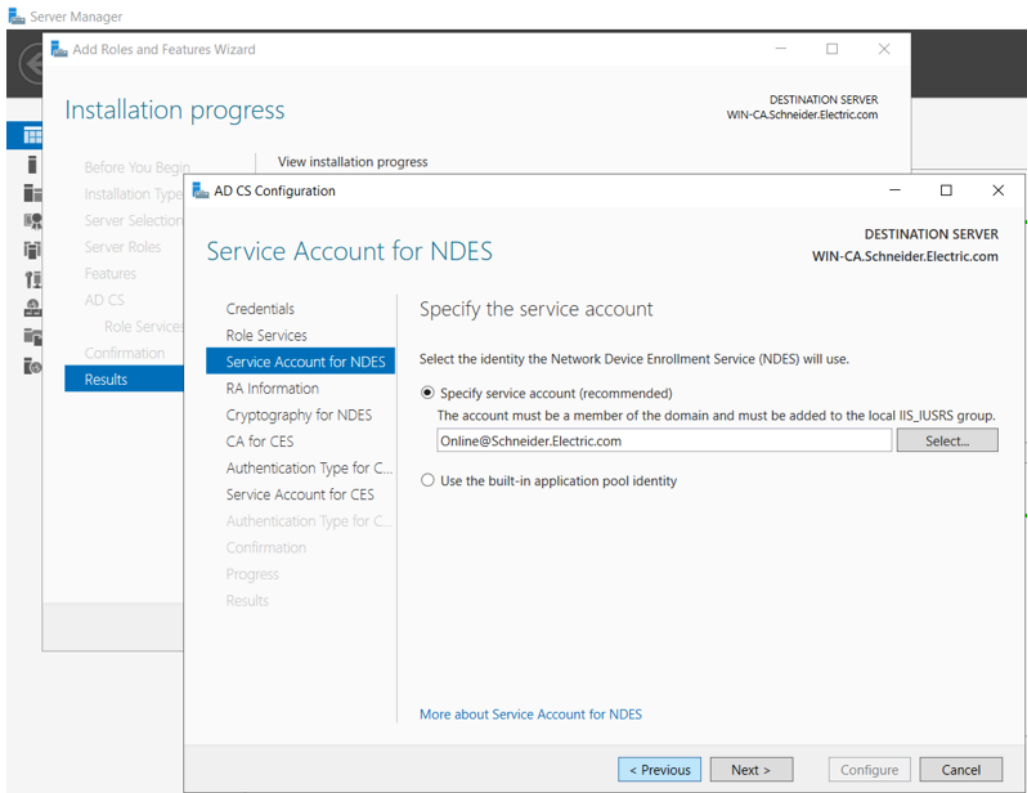 Server Manager
Add Roles and Features Wizard
Installation progress
DESTINATION SERVER
WIN-CA.Schneider.Electric.com
Before You Begin
Installation Type
Server Selection
Server Roles
Features
AD CS
Role Services
Confirmation
Results
View installation progress
AD CS Configuration
Service Account for NDES
DESTINATION SERVER
WIN-CA.Schneider.Electric.com
Credentials
Role Services
Service Account for NDES
RA Information
Cryptography for NDES
CA for CES
Authentication Type for C...
Service Account for CES
Authentication Type for C...
Confirmation
Progress
Results
Specify the service account
Select the identity the Network Device Enrollment Service (NDES) will use.
Specify service account (recommended)
The account must be a member of the domain and must be added to the local IIS_IUSRS group.
Online@Schneider.Electric.com
Select...
Use the built-in application pool identity
More about Service Account for NDES
< Previous
Next >
Configure
Cancel